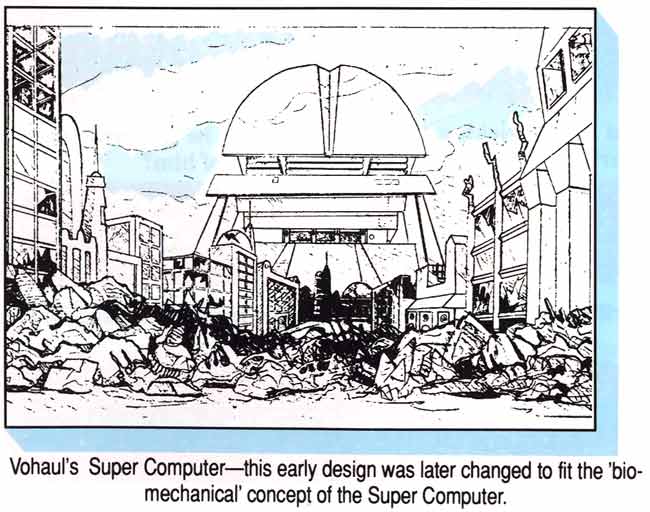 Vohaul's Super Computer—this early design was later changed to fit the 'bio-
mechanical' concept of the Super Computer.